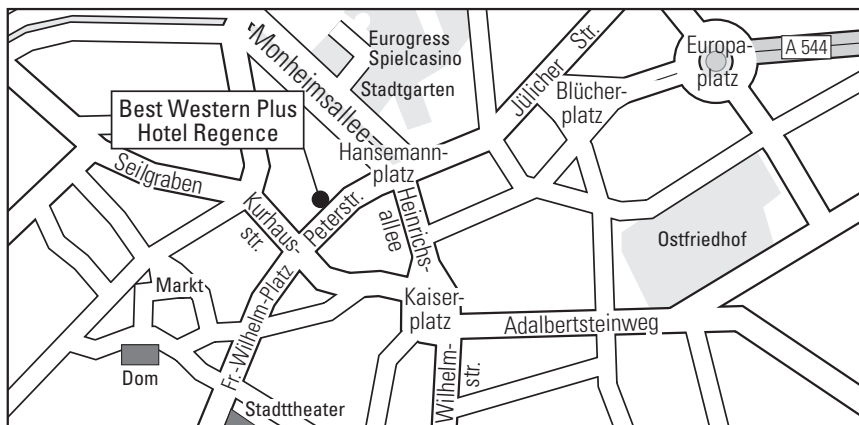 Eurogress
Spielcasino
Stadtgarten
Monheimsallee
Jülicher Str.
Europa-
platz
A 544
Blücher-
platz
Best Western Plus
Hotel Regence
Hansemann-
platz
Seilgraben
Kurhaus-
str.
Peterstr.
Heinrichs-
allee
Ostfriedhof
Markt
Fr.-Wilhelm-Platz
Kaiser-
platz
Adalbertsteinweg
Dom
Wilhelm-
str.
Stadttheater